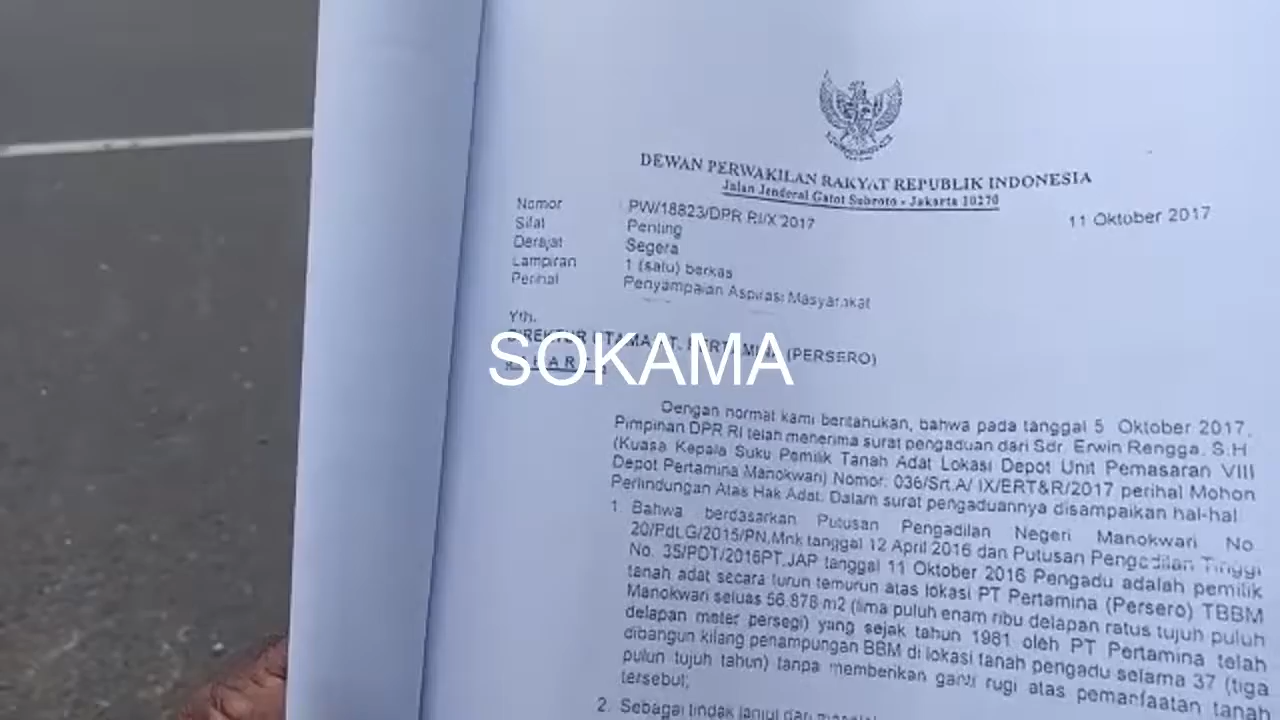 DEWAN PERWAKILAN RAKYAT REPUBLIK INDONESIA
Jalan Jenderal Gatot Subroto - Jakarta 10270
11 Oktober 2017
Nomor : PW/18823/DPR RI/X/2017
Sifat Penting
Derajat Segera
Lampiran 1 (satu) berkas
Perihal Penyampaian Aspirasi Masyarakat
Yth.
DIREKTUR UTAMA PT. PERTAMINA (PERSERO)
SOKAMA
Dengan normat kami beritahukan, bahwa pada tanggal 5 Oktober 2017,
Pimpinan DPR RI telah menerima surat pengaduan dari Sdr. Erwin Rengga, S.H
(Kuasa Kepala Suku Pemilik Tanah Adat Lokasi Depot Unit Pemasaran VIII
Depot Pertamina Manokwari) Nomor: 036/Srt.A/ IX/ERT&R/2017 perihal Mohon
Perlindungan Atas Hak Adat. Dalam surat pengaduannya disampaikan hal-hal
1 Bahwa berdasarkan Putusan Pengadilan Negeri Manokwari No.
20/Pdt.G/2015/PN.Mnk tanggal 12 April 2016 dan Putusan Pengadilan Tinggi
No. 35/PDT/2016PT.JAP tanggal 11 Oktober 2016 Pengadu adalah pemilik
tanah adat secara turun temurun atas lokasi PT Pertamina (Persero) TBBM
Manokwari seluas 56.878 m2 (lima puluh enam ribu delapan ratus tujuh puluh
delapan meter persegi) yang sejak tahun 1981 oleh PT Pertamina telah
dibangun kilang penampungan BBM di lokasi tanah pengadu selama 37 (tiga
puluh tujuh tahun) tanpa memberikan ganti rugi atas pemanfaatan tanah
tersebut;
2. Sebagai tindak lanjut dari